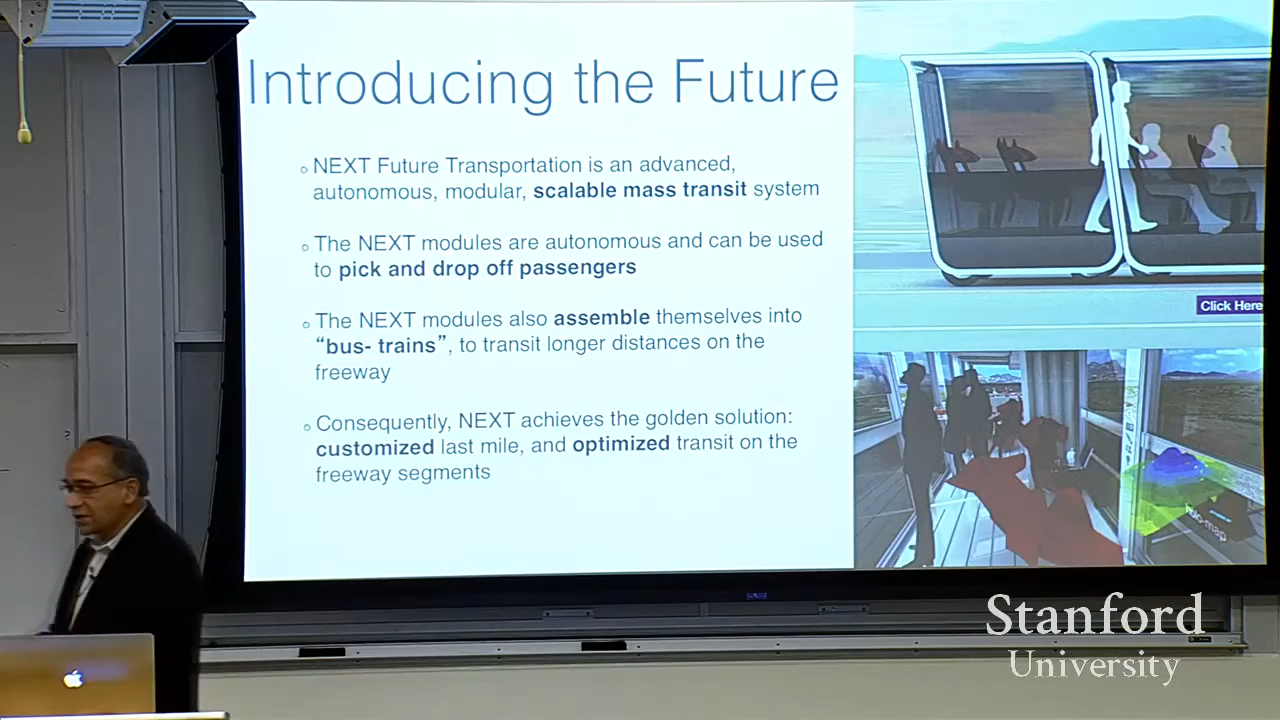 Introducing the Future
NEXT Future Transportation is an advanced,
autonomous, modular, scalable mass transit system
The NEXT modules are autonomous and can be used
to pick and drop off passengers
The NEXT modules also assemble themselves into
“bus- trains”, to transit longer distances on the
freeway
Consequently, NEXT achieves the golden solution:
customized last mile, and optimized transit on the
freeway segments
Click Here
holo-map
Stanford
University